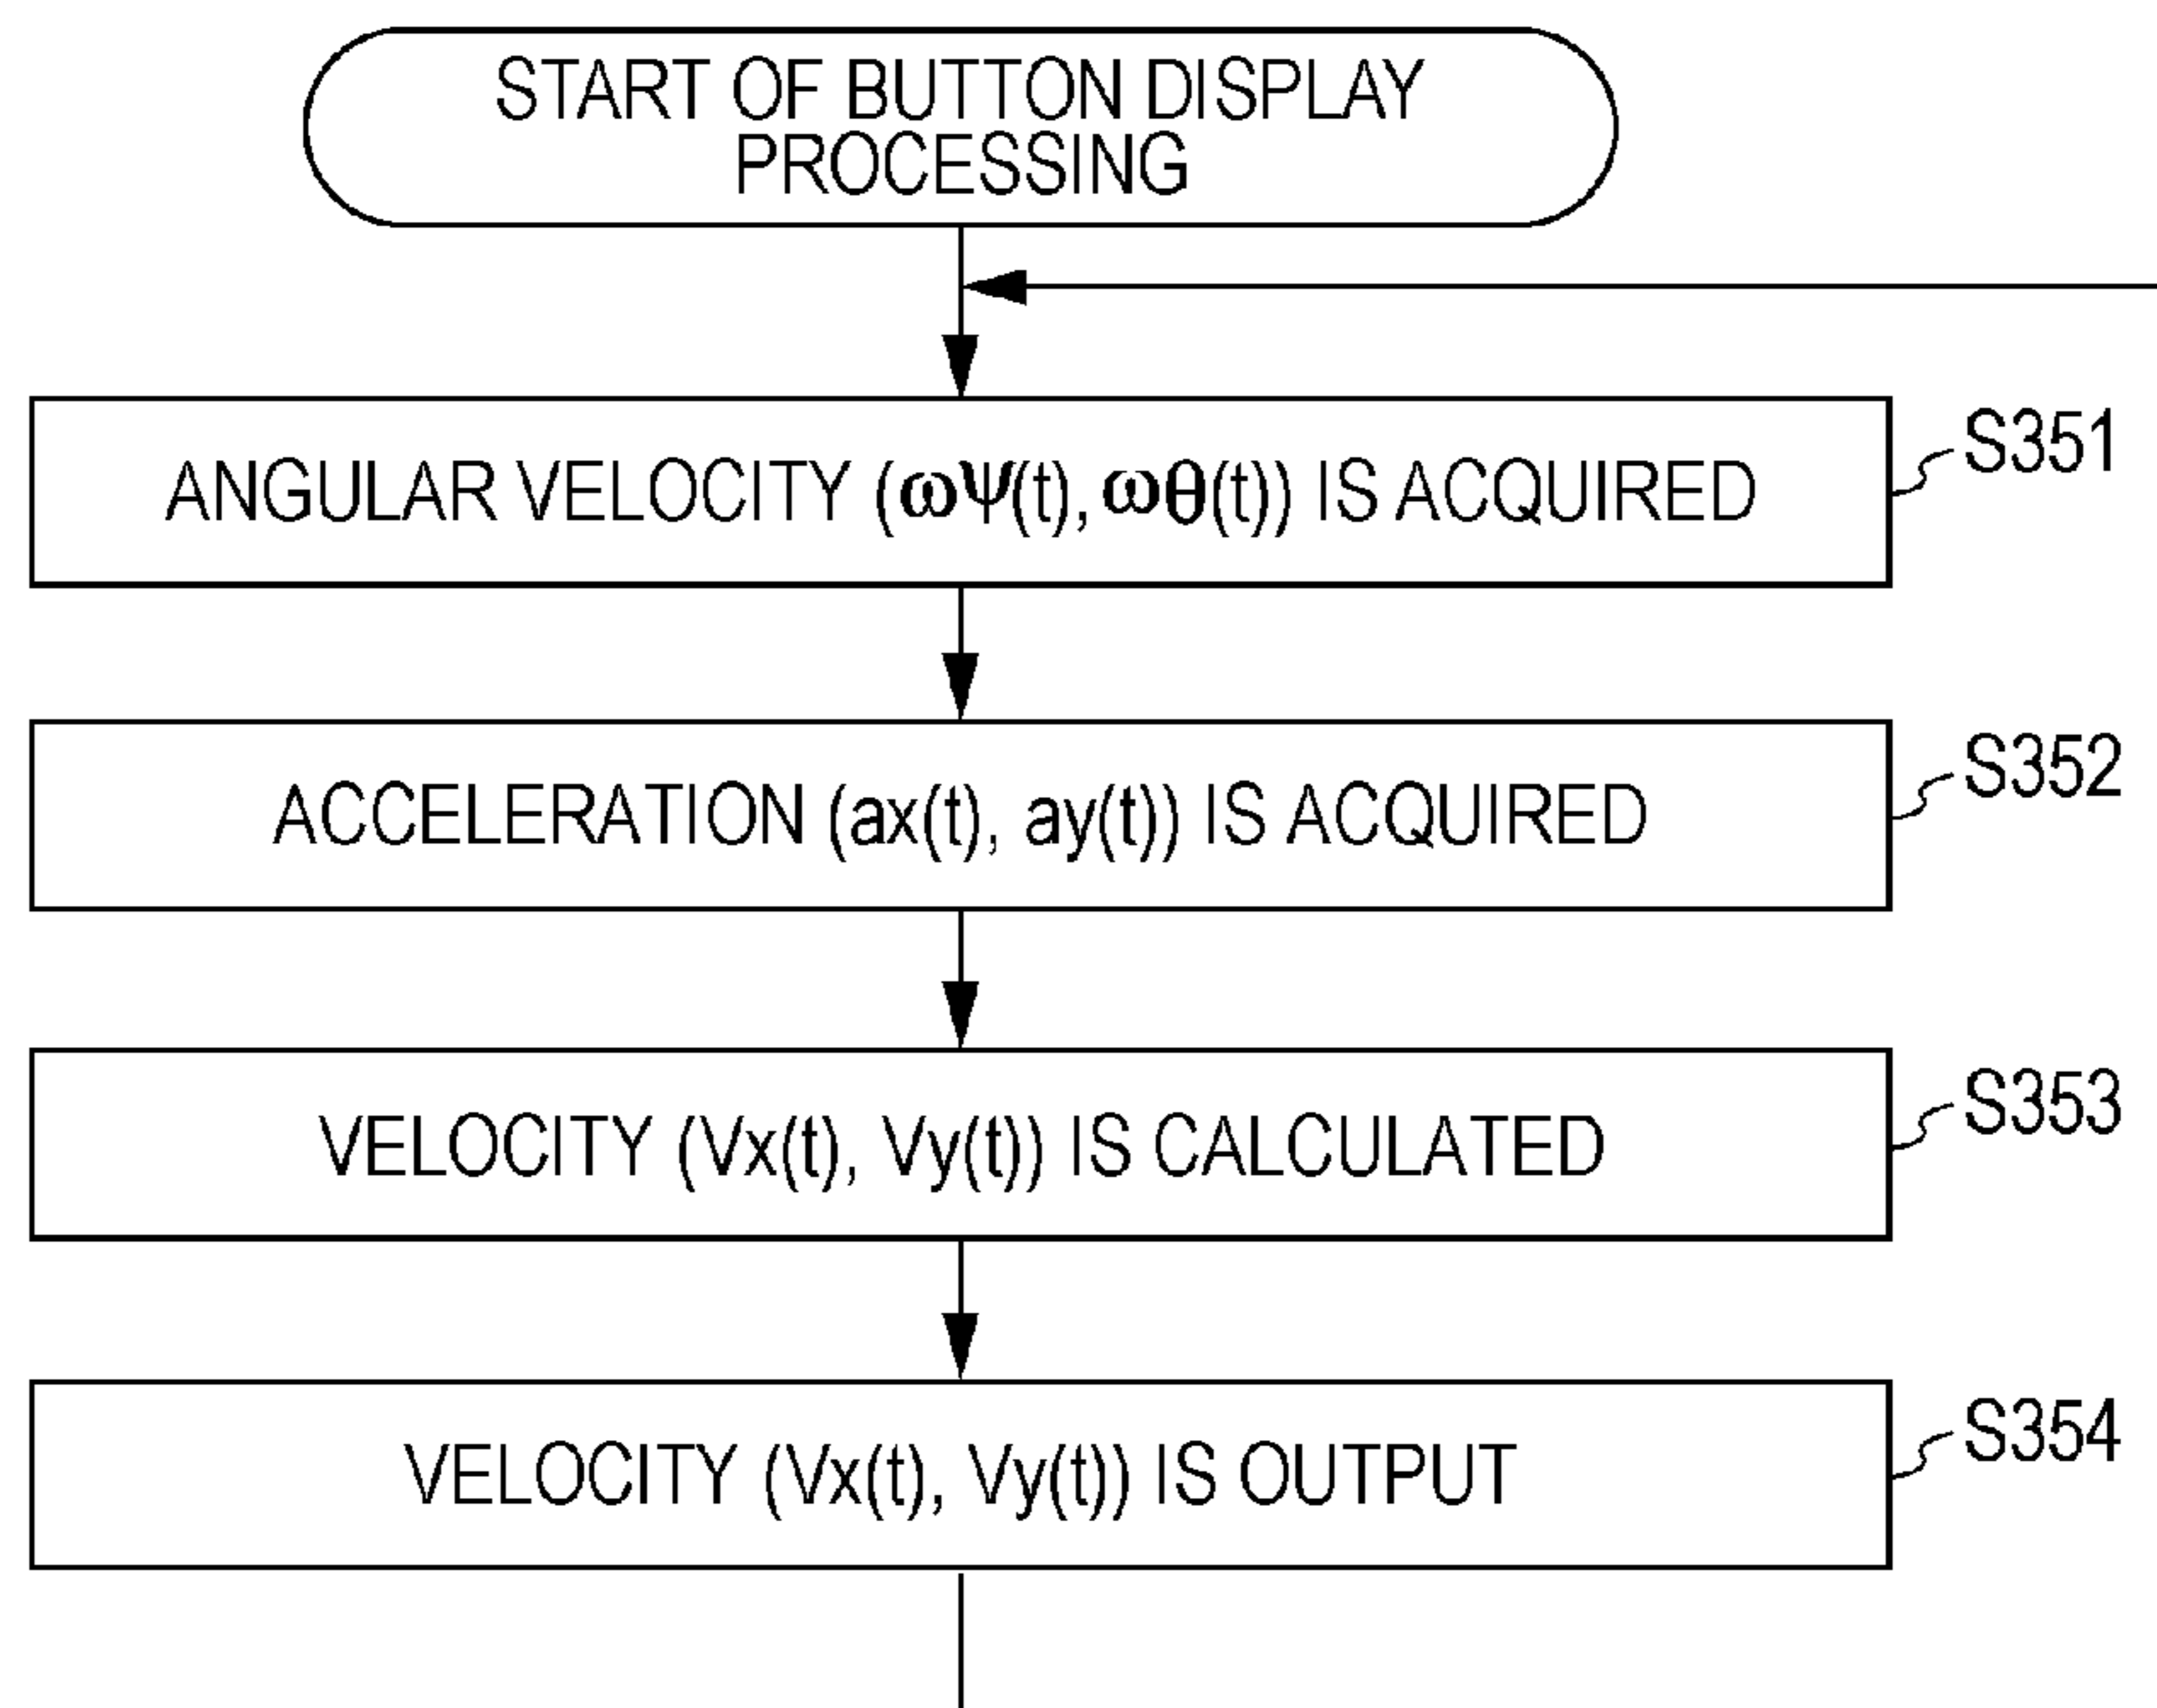 START OF BUTTON DISPLAY
PROCESSING
ANGULAR VELOCITY (ωψ(t), ωθ(t)) IS ACQUIRED
S351
ACCELERATION (ax(t), ay(t)) IS ACQUIRED
S352
VELOCITY (Vx(t), Vy(t)) IS CALCULATED
S353
VELOCITY (Vx(t), Vy(t)) IS OUTPUT
S354